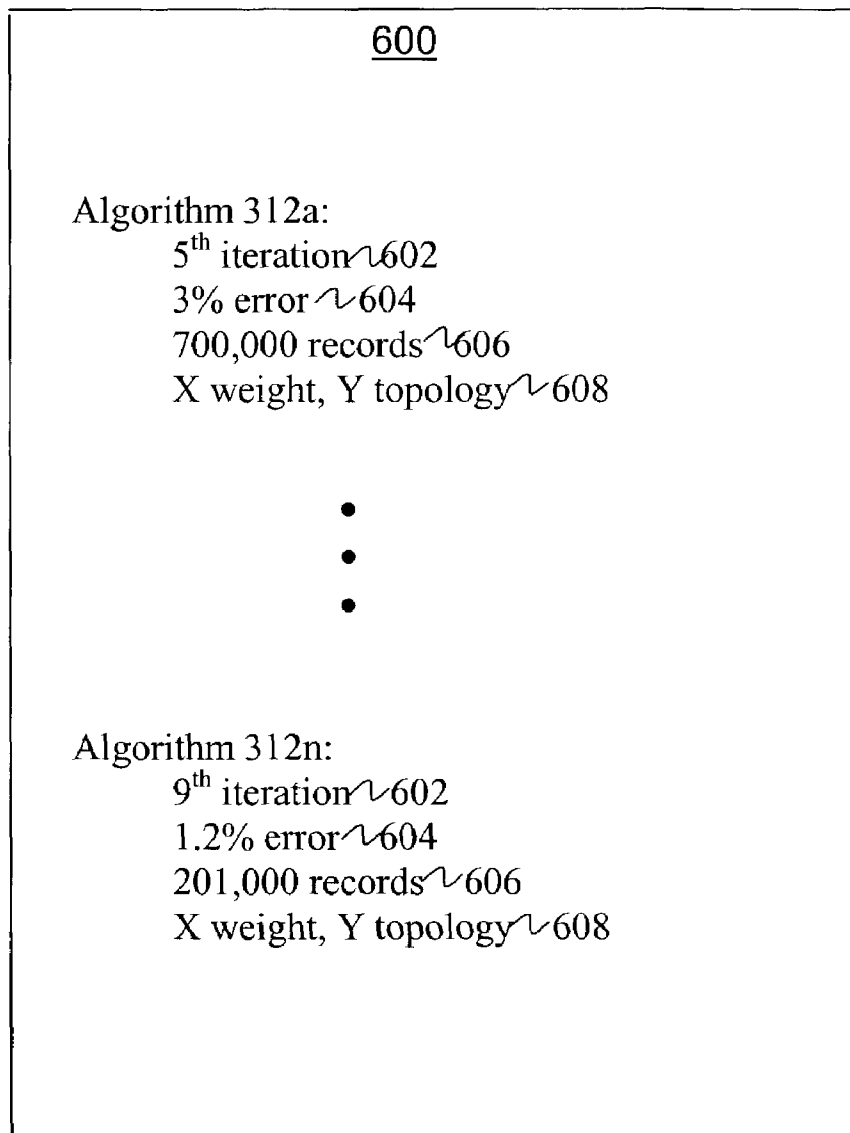 600
Algorithm 312a:
5th iteration 602
3% error 604
700,000 records 606
X weight, Y topology 608
Algorithm 312n:
9th iteration 602
1.2% error 604
201,000 records 606
X weight, Y topology 608